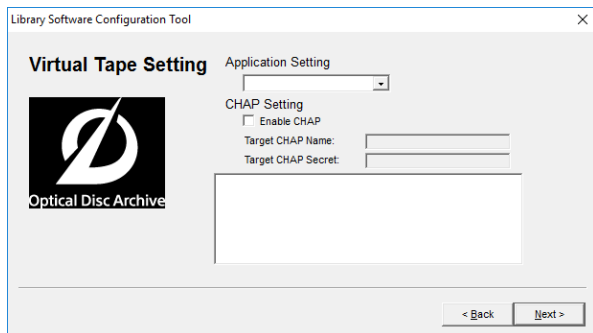 Library Software Configuration Tool
Virtual Tape Setting
Application Setting
CHAP Setting
Enable CHAP
Target CHAP Name:
Target CHAP Secret:
Optical Disc Archive
< Back
Next >